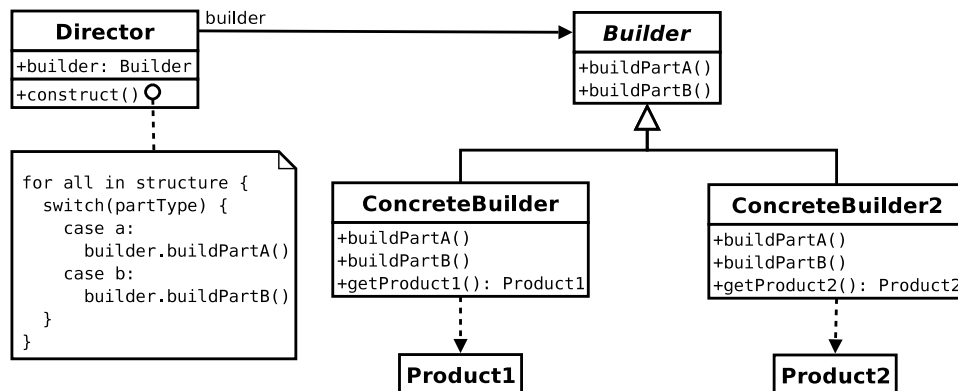 Director
+builder: Builder
+construct()
builder
Builder
+buildPartA()
+buildPartB()
for all in structure {
switch(partType) {
case a:
builder.buildPartA()
case b:
builder.buildPartB()
}
}
ConcreteBuilder
+buildPartA()
+buildPartB()
+getProduct1(): Product1
ConcreteBuilder2
+buildPartA()
+buildPartB()
+getProduct2(): Product2
Product1
Product2